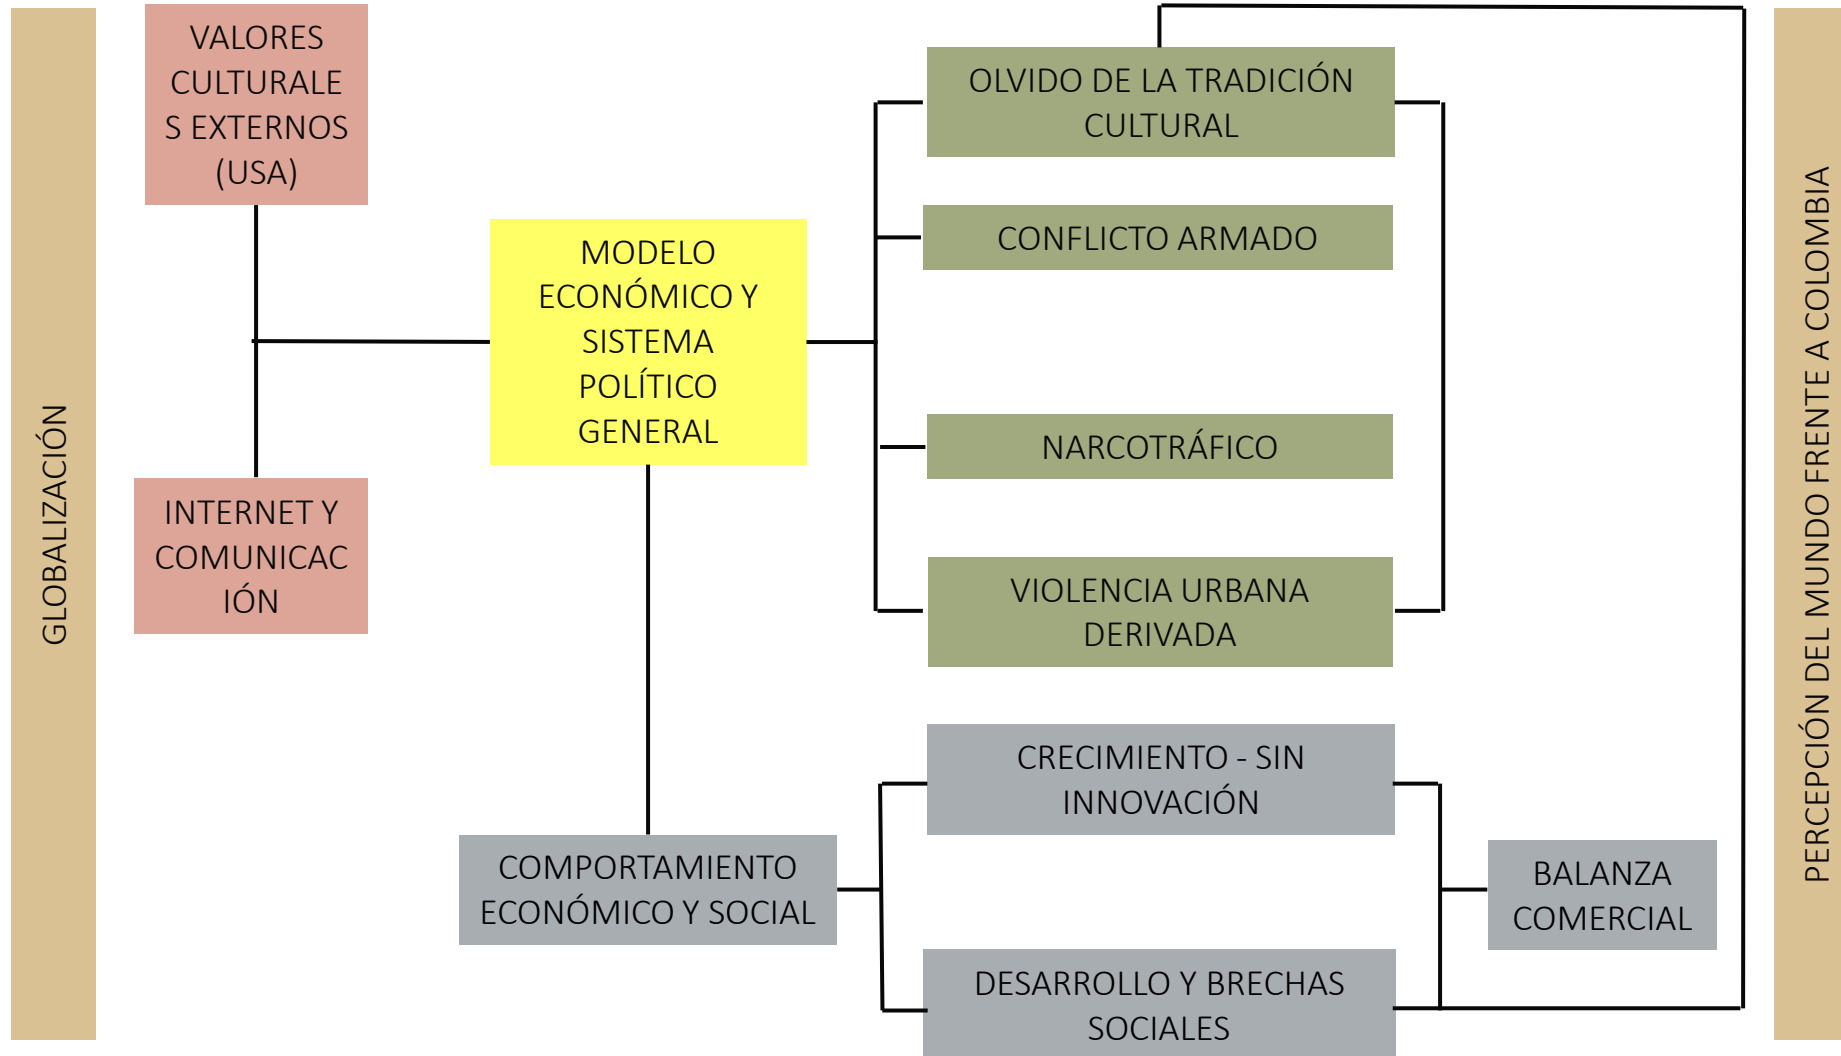 GLOBALIZACIÓN
VALORES
CULTURALE
S EXTERNOS
(USA)
INTERNET Y
COMUNICAC
IÓN
MODELO
ECONÓMICO Y
SISTEMA
POLÍTICO
GENERAL
OLVIDO DE LA TRADICIÓN
CULTURAL
CONFLICTO ARMADO
NARCOTRÁFICO
VIOLENCIA URBANA
DERIVADA
COMPORTAMIENTO
ECONÓMICO Y SOCIAL
CRECIMIENTO - SIN
INNOVACIÓN
DESARROLLO Y BRECHAS
SOCIALES
BALANZA
COMERCIAL
PERCEPCIÓN DEL MUNDO FRENTE A COLOMBIA